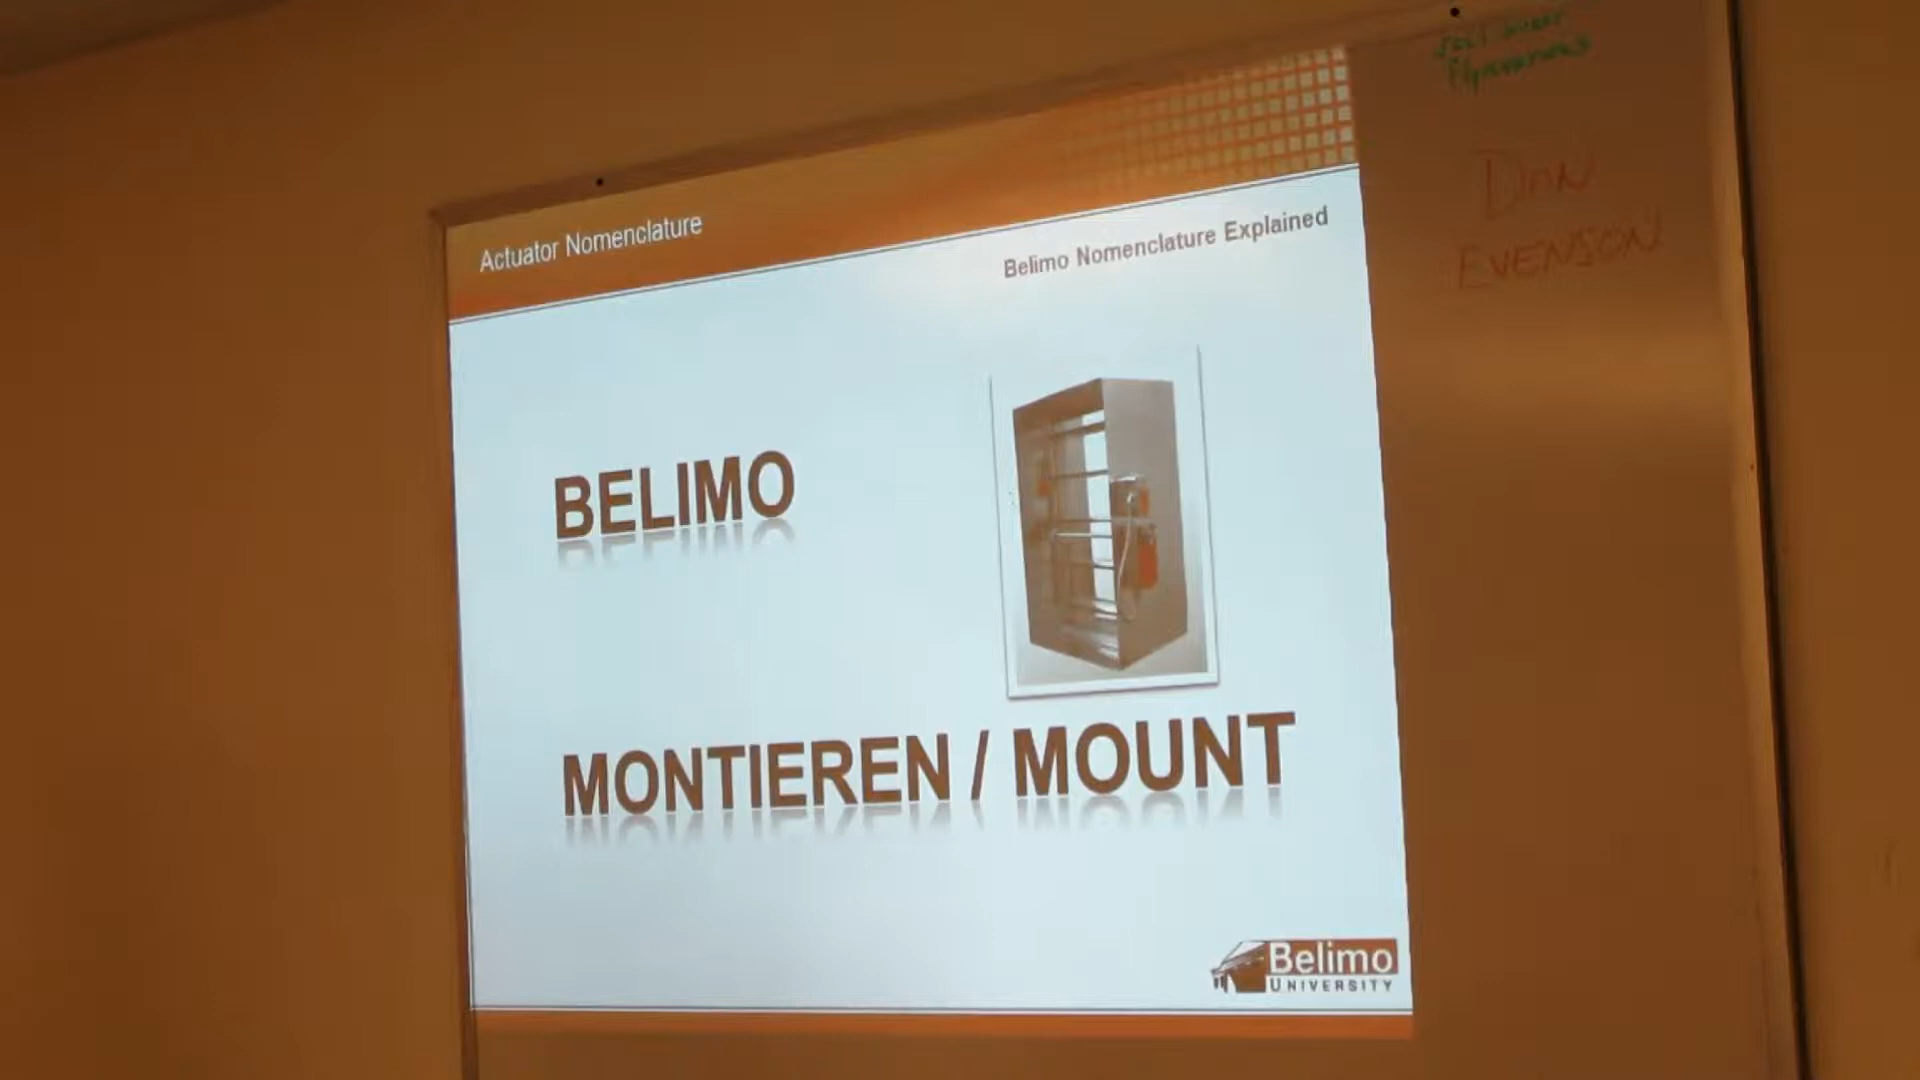 Actuator Nomenclature
Belimo Nomenclature Explained
BELIMO
MONTIEREN / MOUNT
Belimo
UNIVERSITY
DON
EVENSON